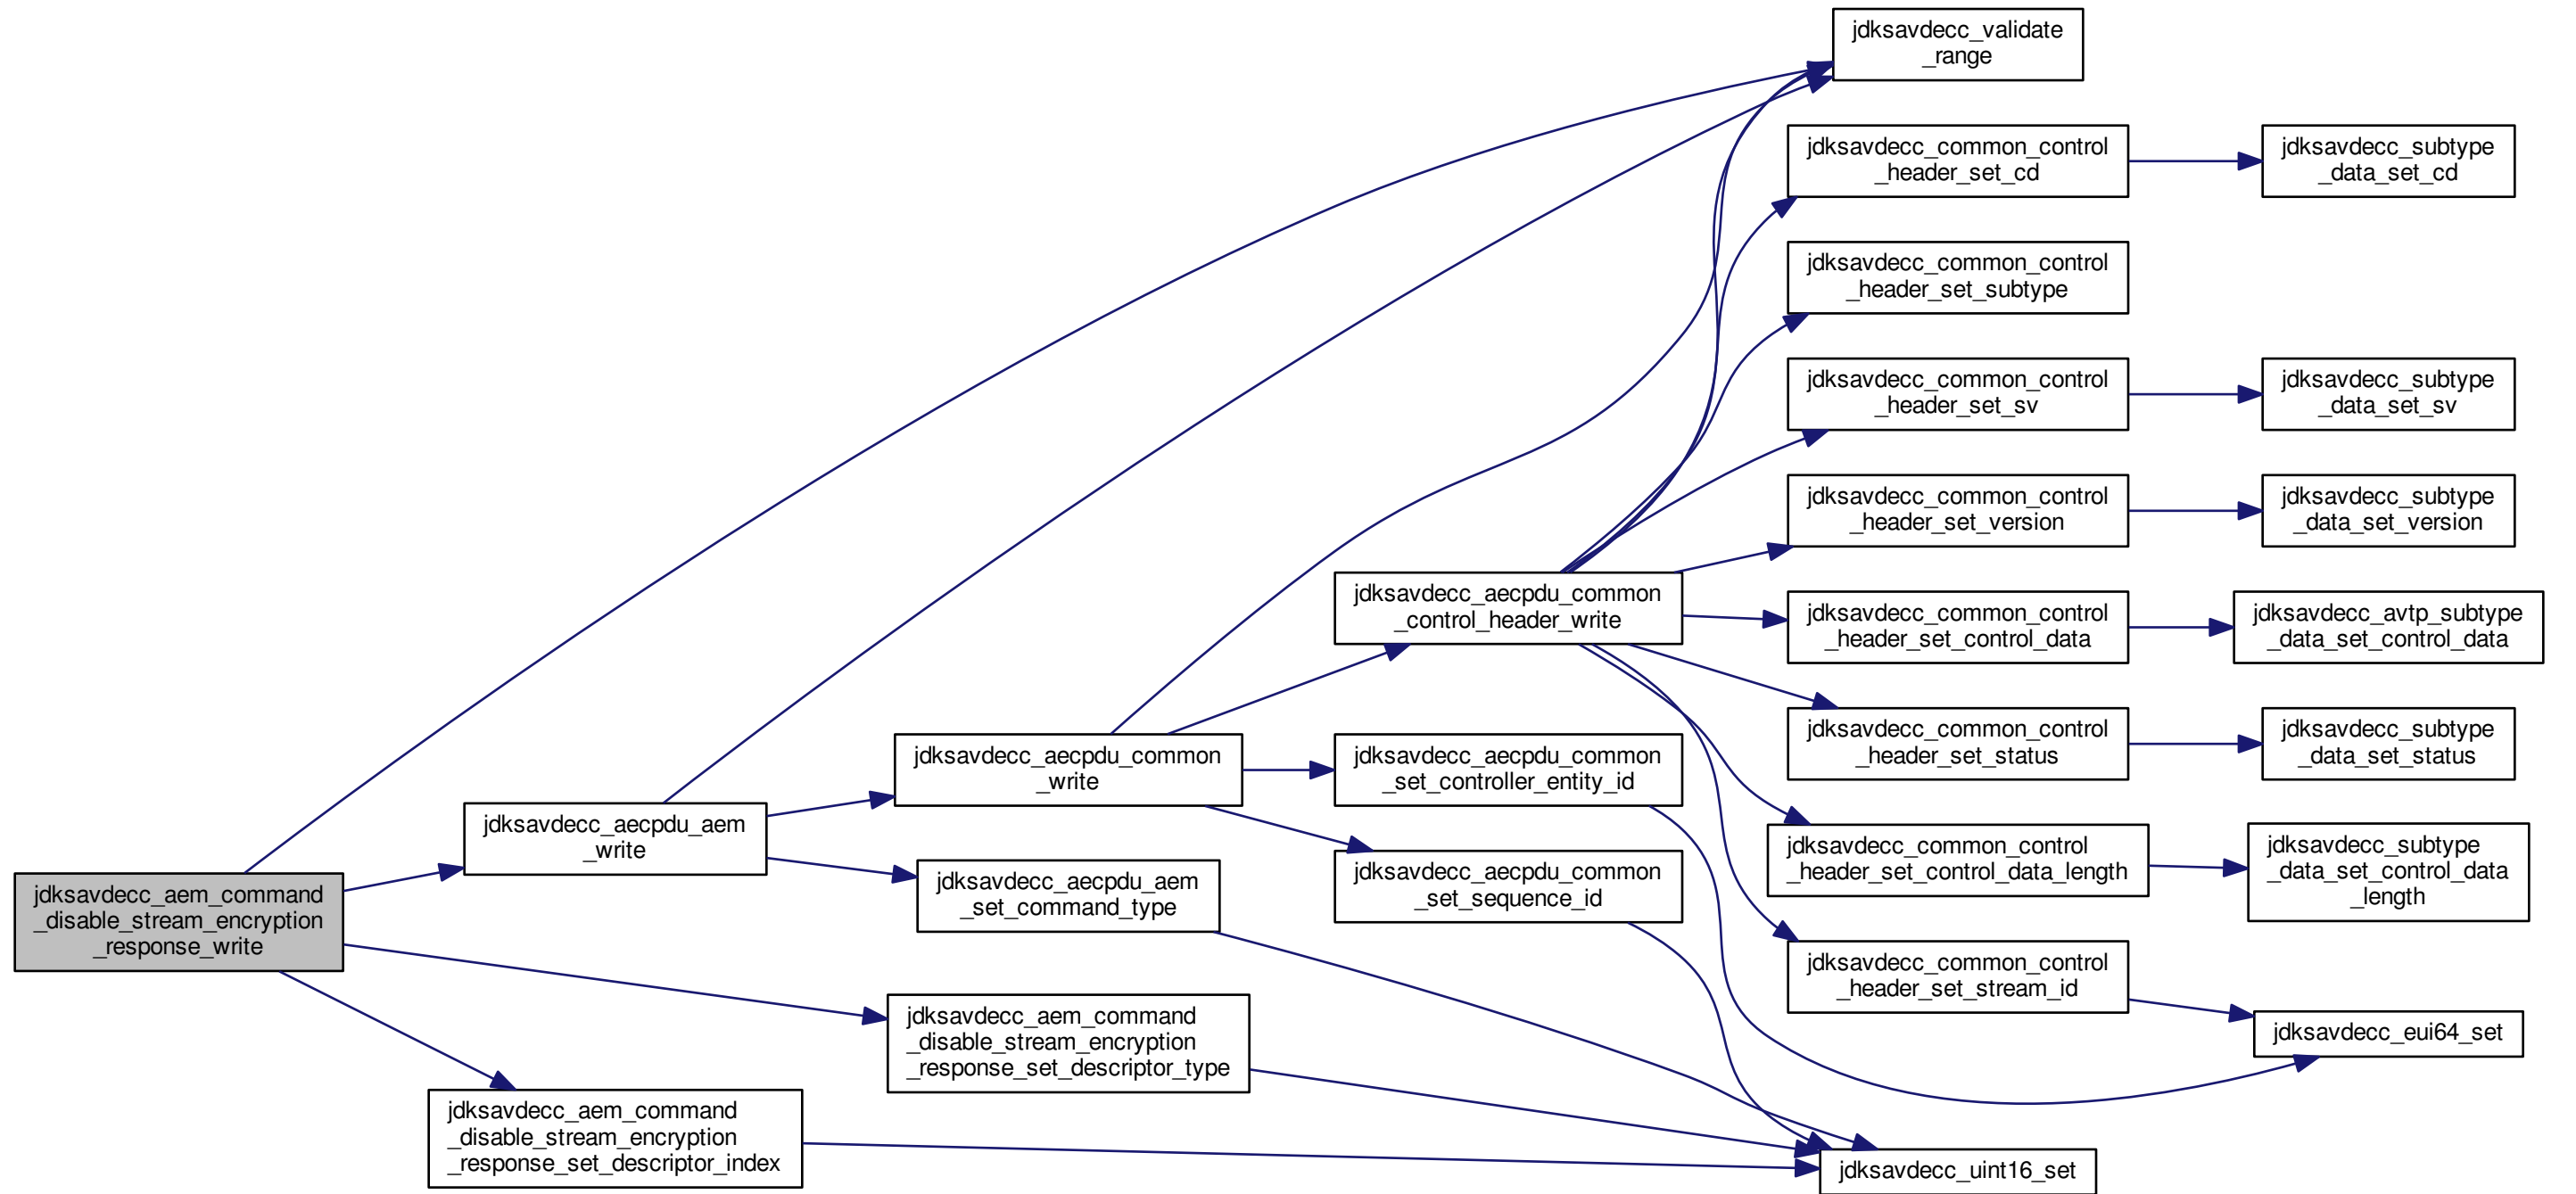 jdksavdecc_validate
_range
jdksavdecc_common_control
_header_set_cd
jdksavdecc_subtype
_data_set_cd
jdksavdecc_common_control
_header_set_subtype
jdksavdecc_common_control
_header_set_sv
jdksavdecc_subtype
_data_set_sv
jdksavdecc_common_control
_header_set_version
jdksavdecc_subtype
_data_set_version
jdksavdecc_aecpdu_common
_control_header_write
jdksavdecc_common_control
_header_set_control_data
jdksavdecc_avtp_subtype
_data_set_control_data
jdksavdecc_aecpdu_common
_write
jdksavdecc_aecpdu_common
_set_controller_entity_id
jdksavdecc_common_control
_header_set_status
jdksavdecc_subtype
_data_set_status
jdksavdecc_aecpdu_aem
_write
jdksavdecc_common_control
_header_set_control_data_length
jdksavdecc_subtype
_data_set_control_data
_length
jdksavdecc_aem_command
_disable_stream_encryption
_response_write
jdksavdecc_aecpdu_aem
_set_command_type
jdksavdecc_aecpdu_common
_set_sequence_id
jdksavdecc_common_control
_header_set_stream_id
jdksavdecc_eui64_set
jdksavdecc_aem_command
_disable_stream_encryption
_response_set_descriptor_type
jdksavdecc_aem_command
_disable_stream_encryption
_response_set_descriptor_index
jdksavdecc_uint16_set